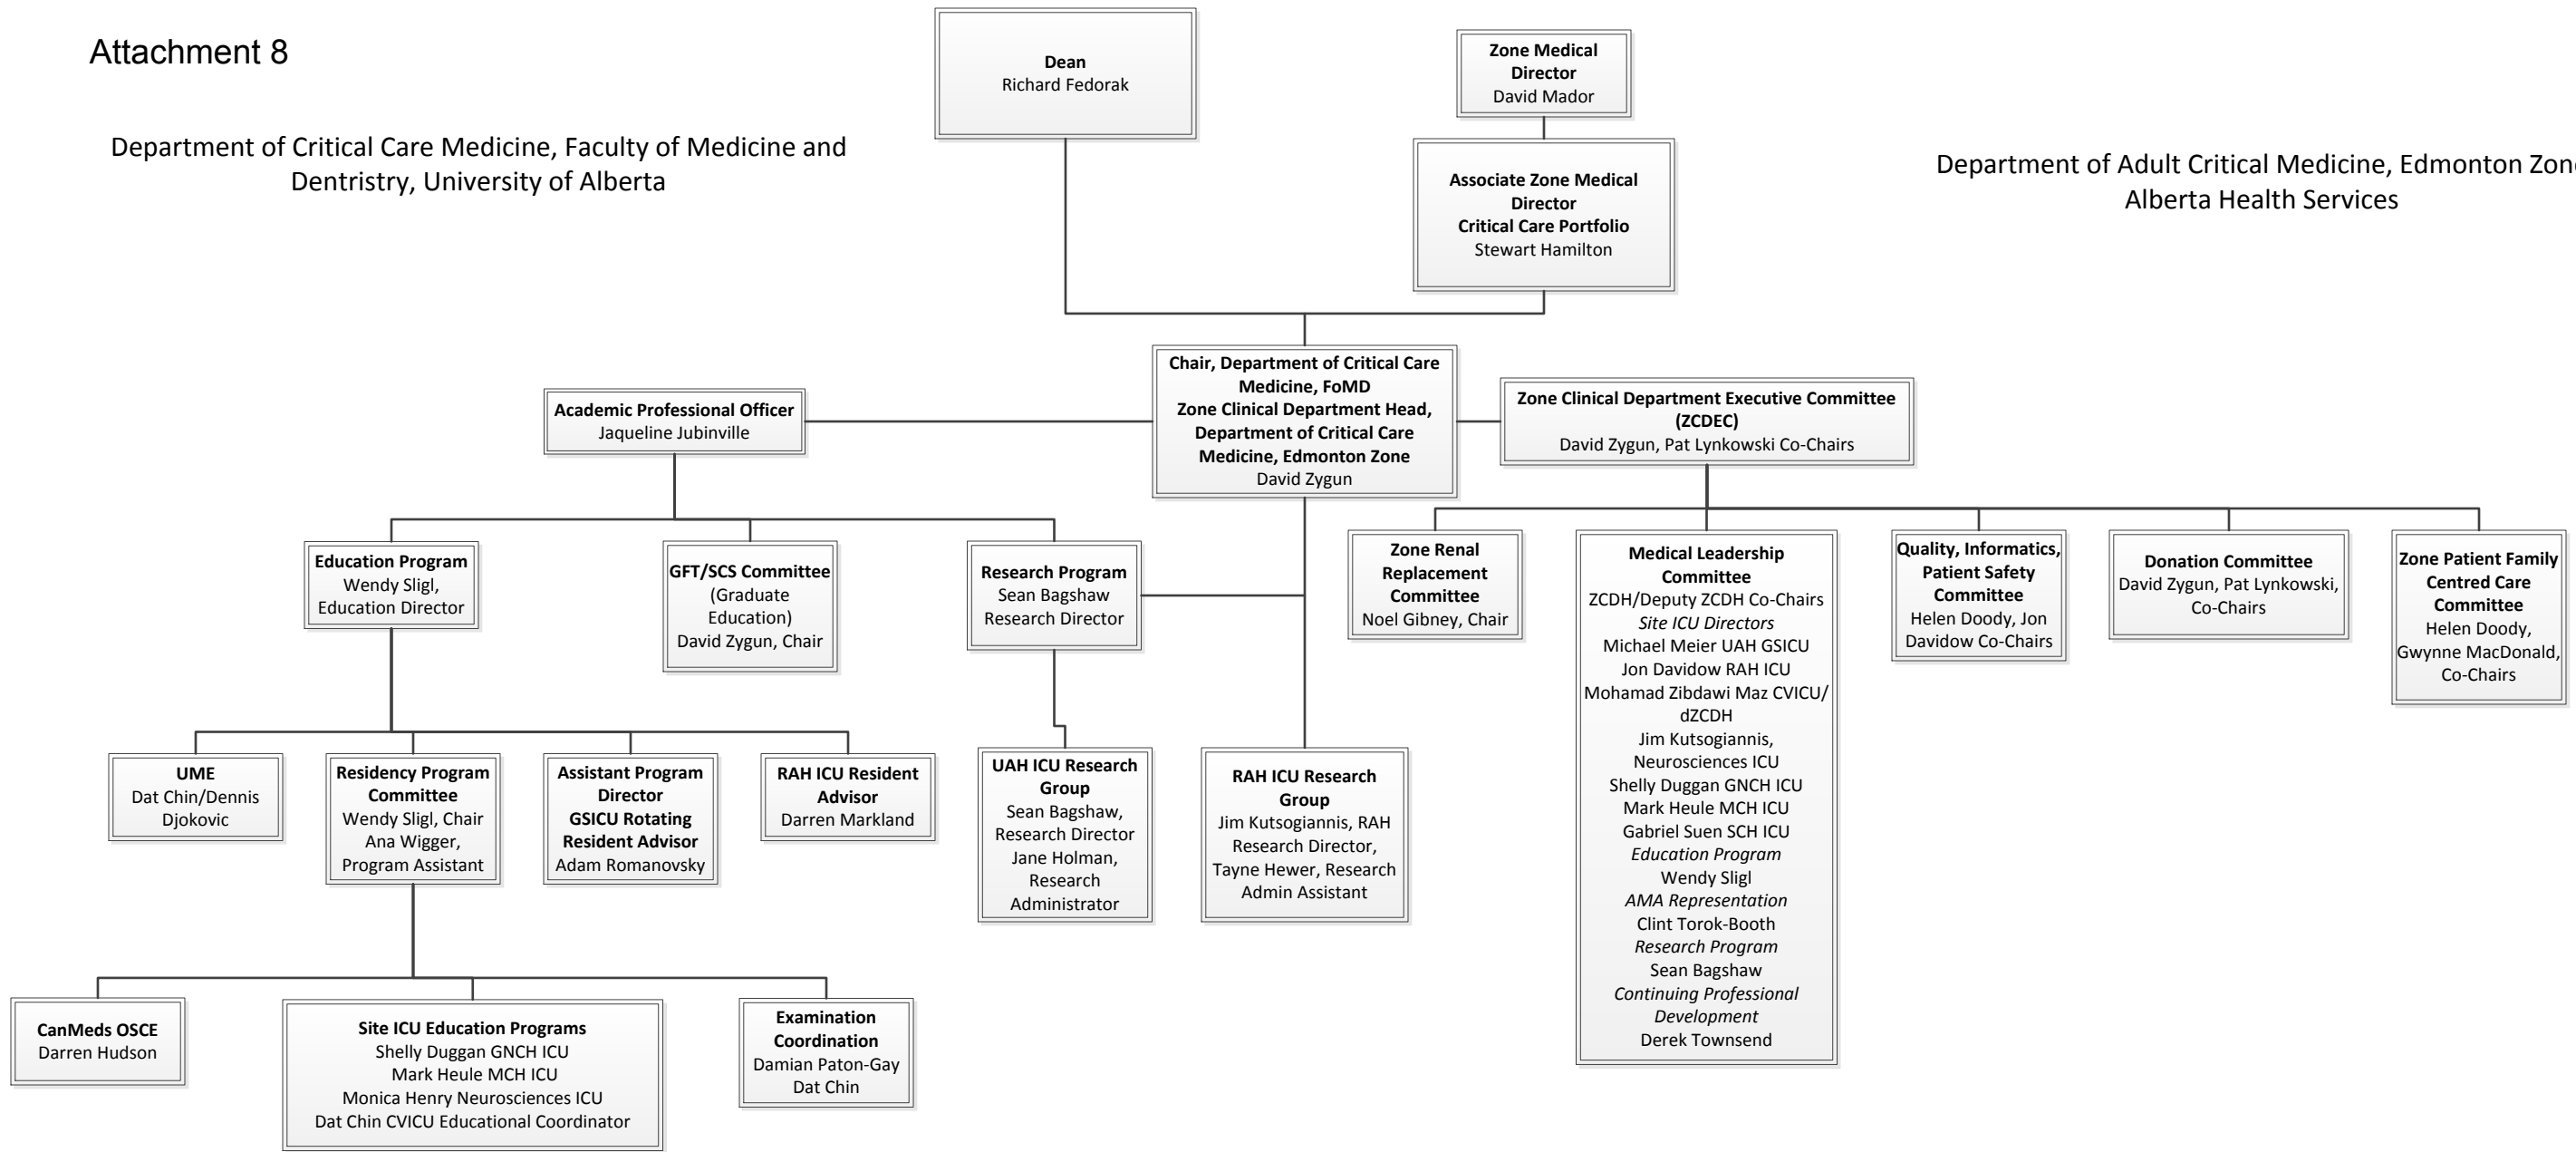 Attachment 8
Department of Critical Care Medicine, Faculty of Medicine and
Dentristry, University of Alberta
Dean
Richard Fedorak
Zone Medical
Director
David Mador
Associate Zone Medical
Director
Critical Care Portfolio
Stewart Hamilton
Department of Adult Critical Medicine, Edmonton Zon
Alberta Health Services
Chair, Department of Critical Care
Medicine, FoMD
Zone Clinical Department Head,
Department of Critical Care
Medicine, Edmonton Zone
David Zygun
Academic Professional Officer
Jaqueline Jubinville
Zone Clinical Department Executive Committee
(ZCDEC)
David Zygun, Pat Lynkowski Co-Chairs
Education Program
Wendy Sligl,
Education Director
GFT/SCS Committee
(Graduate
Education)
David Zygun, Chair
Research Program
Sean Bagshaw
Research Director
Zone Renal
Replacement
Committee
Noel Gibney, Chair
Medical Leadership
Committee
ZCDH/Deputy ZCDH Co-Chairs
Site ICU Directors
Michael Meier UAH GSICU
Jon Davidow RAH ICU
Mohamad Zibdawi Maz CVICU/
dZCDH
Jim Kutsogiannis,
Neurosciences ICU
Shelly Duggan GNCH ICU
Mark Heule MCH ICU
Gabriel Suen SCH ICU
Education Program
Wendy Sligl
AMA Representation
Clint Torok-Booth
Research Program
Sean Bagshaw
Continuing Professional
Development
Derek Townsend
Quality, Informatics,
Patient Safety
Committee
Helen Doody, Jon
Davidow Co-Chairs
Donation Committee
David Zygun, Pat Lynkowski,
Co-Chairs
Zone Patient Family
Centred Care
Committee
Helen Doody,
Gwynne MacDonald,
Co-Chairs
UME
Dat Chin/Dennis
Djokovic
Residency Program
Committee
Wendy Sligl, Chair
Ana Wigger,
Program Assistant
Assistant Program
Director
GSICU Rotating
Resident Advisor
Adam Romanovsky
RAH ICU Resident
Advisor
Darren Markland
UAH ICU Research
Group
Sean Bagshaw,
Research Director
Jane Holman,
Research
Administrator
RAH ICU Research
Group
Jim Kutsogiannis, RAH
Research Director,
Tayne Hewer, Research
Admin Assistant
CanMeds OSCE
Darren Hudson
Site ICU Education Programs
Shelly Duggan GNCH ICU
Mark Heule MCH ICU
Monica Henry Neurosciences ICU
Dat Chin CVICU Educational Coordinator
Examination
Coordination
Damian Paton-Gay
Dat Chin